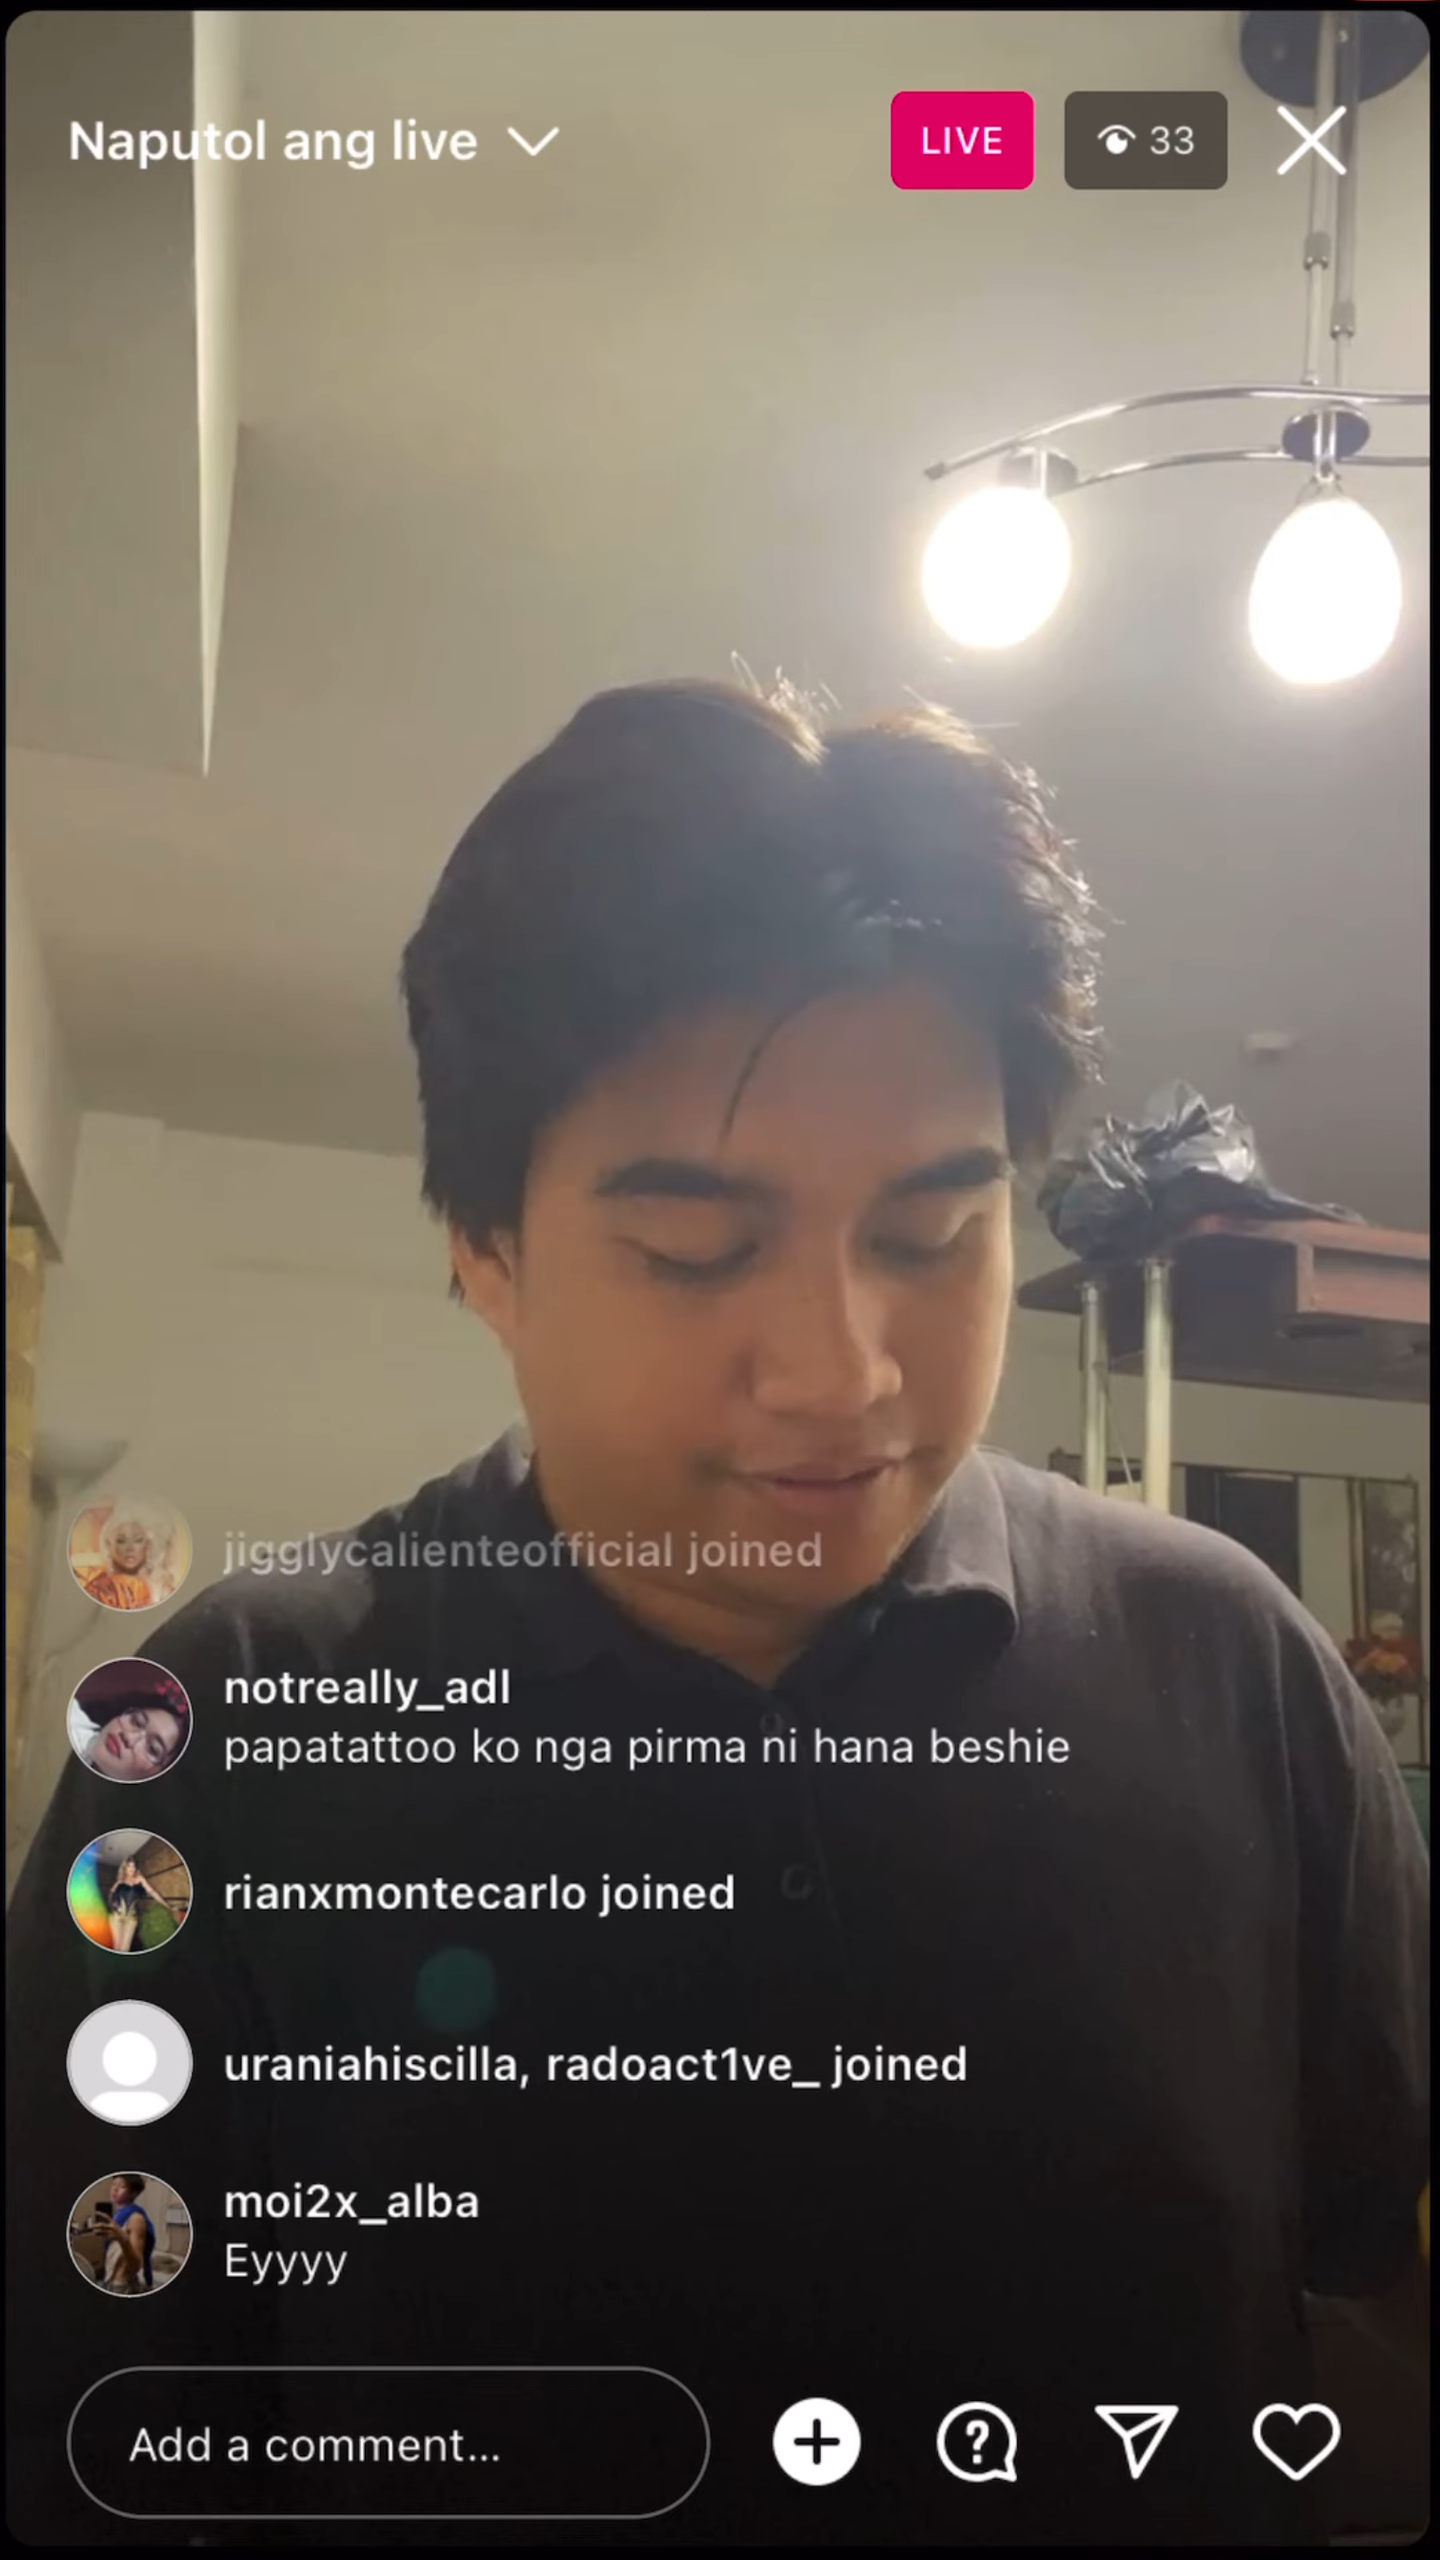 Naputol ang live
LIVE
33
jigglycalienteofficial joined
notreally_adl
papatattoo ko nga pirma ni hana beshie
rianxmontecarlo joined
uraniahiscilla, radoact1ve_ joined
moi2x_alba
Eyyyy
Add a comment...